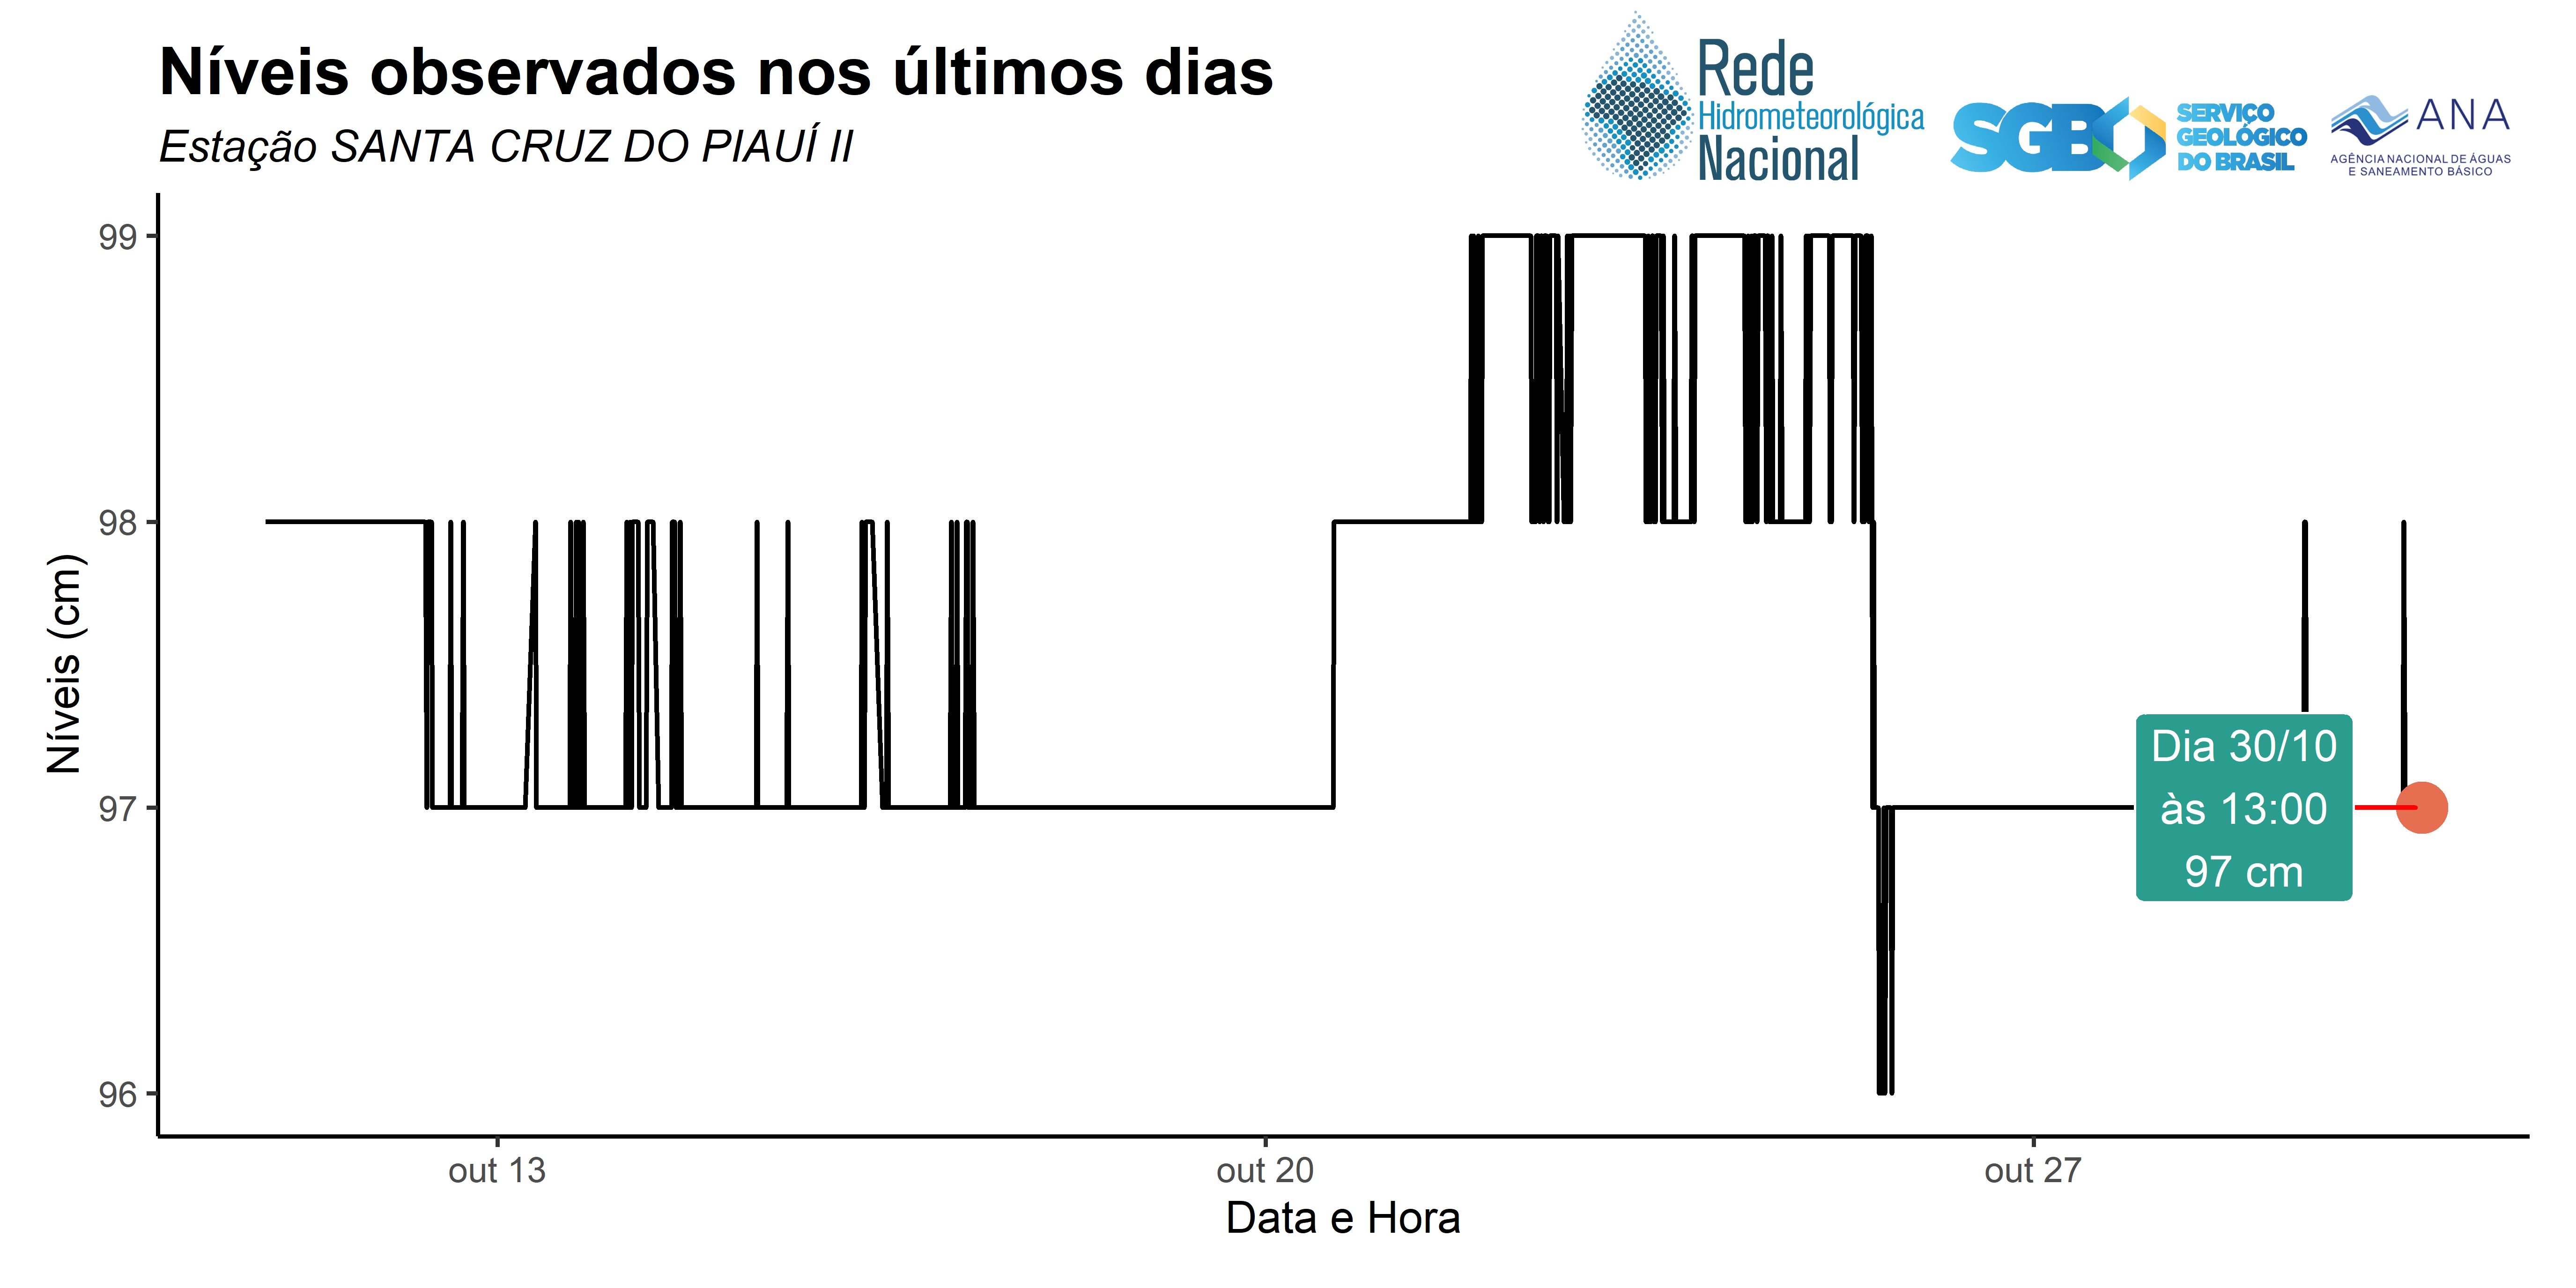 Níveis observados nos últimos dias
Estação SANTA CRUZ DO PIAUÍ II
Rede
Hidrometeorológica
Nacional
SGB
SERVIÇO
GEOLÓGICO
DO BRASIL
ANA
AGÊNCIA NACIONAL DE ÁGUAS
E SANEAMENTO BÁSICO
Níveis (cm)
99
98
97
96
Dia 30/10
às 13:00
97 cm
out 13
out 20
out 27
Data e Hora